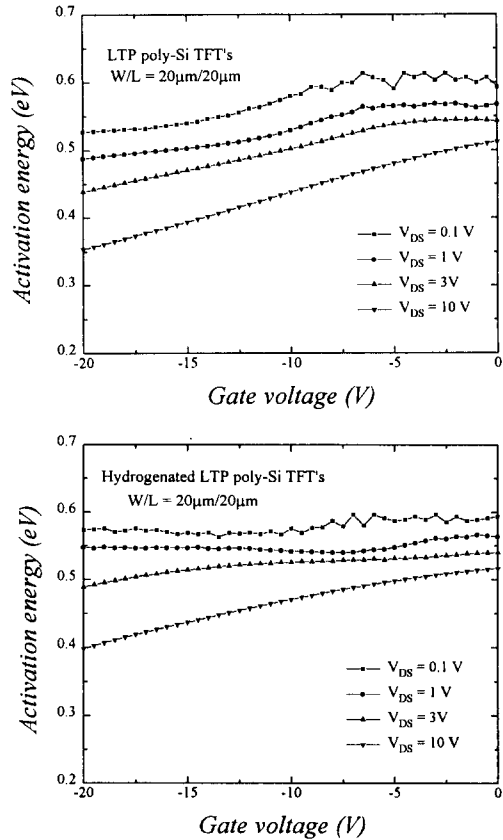 0.7
LTP poly-Si TFT's
W/L = 20μm/20μm
0.6
0.5
0.4
0.3
0.2
Activation energy (eV)
V_DS = 0.1 V
V_DS = 1 V
V_DS = 3V
V_DS = 10 V
-20 -15 -10 -5 0
Gate voltage (V)
0.7
Hydrogenated LTP poly-Si TFT's
W/L = 20μm/20μm
0.6
0.5
0.4
0.3
0.2
Activation energy (eV)
V_DS = 0.1 V
V_DS = 1 V
V_DS = 3V
V_DS = 10 V
-20 -15 -10 -5 0
Gate voltage (V)